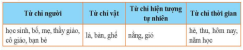 Từ chỉ người | Từ chỉ vật | Từ chỉ hiện tượng tự nhiên | Từ chỉ thời gian
học sinh, bố, mẹ, thầy giáo, cô giáo, bạn bè | lá, bàn, ghế | nắng, gió | hè, thu, hôm nay, năm học